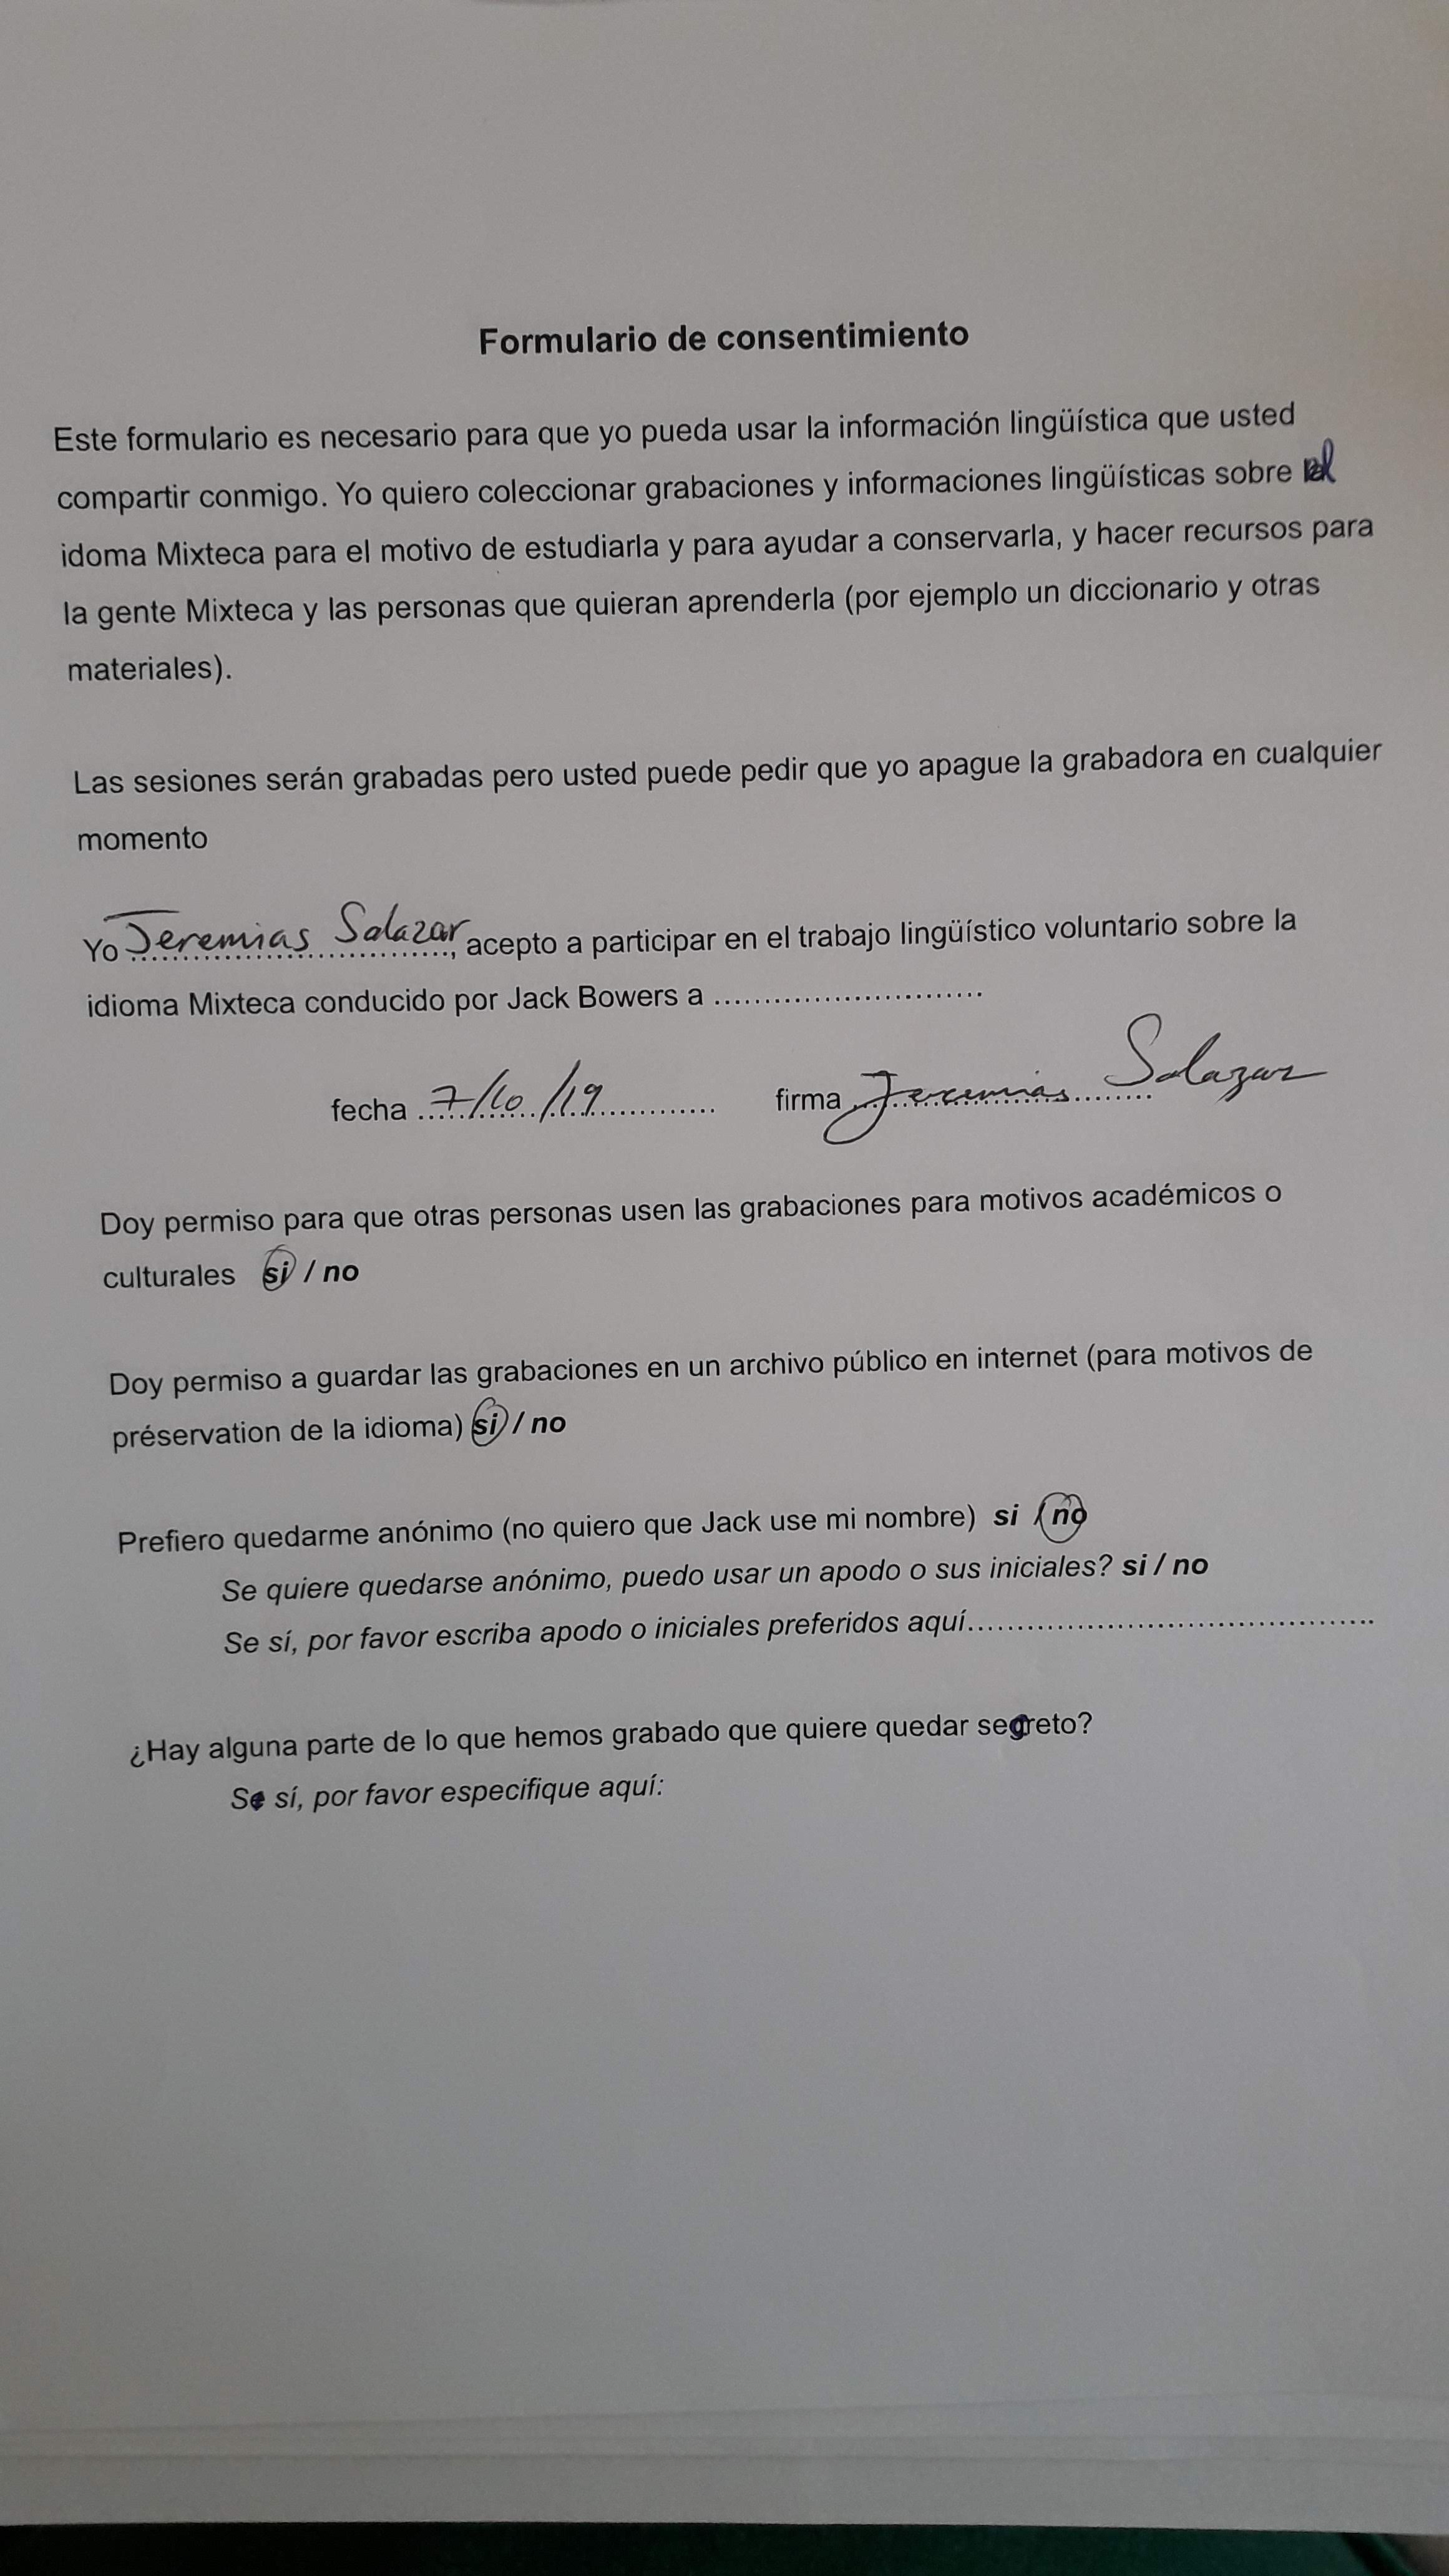 Formulario de consentimiento
Este formulario es necesario para que yo pueda usar la información lingüística que usted
compartir conmigo. Yo quiero coleccionar grabaciones y informaciones lingüísticas sobre el
idoma Mixteca para el motivo de estudiarla y para ayudar a conservarla, y hacer recursos para
la gente Mixteca y las personas que quieran aprenderla (por ejemplo un diccionario y otras
materiales).
Las sesiones serán grabadas pero usted puede pedir que yo apague la grabadora en cualquier
momento
Yo Jeremias Salazar, acepto a participar en el trabajo lingüístico voluntario sobre la
idioma Mixteca conducido por Jack Bowers a ...........................
fecha 7/10/19 firma Jeremias Salazar
Doy permiso para que otras personas usen las grabaciones para motivos académicos o
culturales si / no
Doy permiso a guardar las grabaciones en un archivo público en internet (para motivos de
préservation de la idioma) si / no
Prefiero quedarme anónimo (no quiero que Jack use mi nombre) si / no
Se quiere quedarse anónimo, puedo usar un apodo o sus iniciales? si / no
Se sí, por favor escriba apodo o iniciales preferidos aquí..........................................
¿Hay alguna parte de lo que hemos grabado que quiere quedar segreto?
Se sí, por favor especifique aquí: